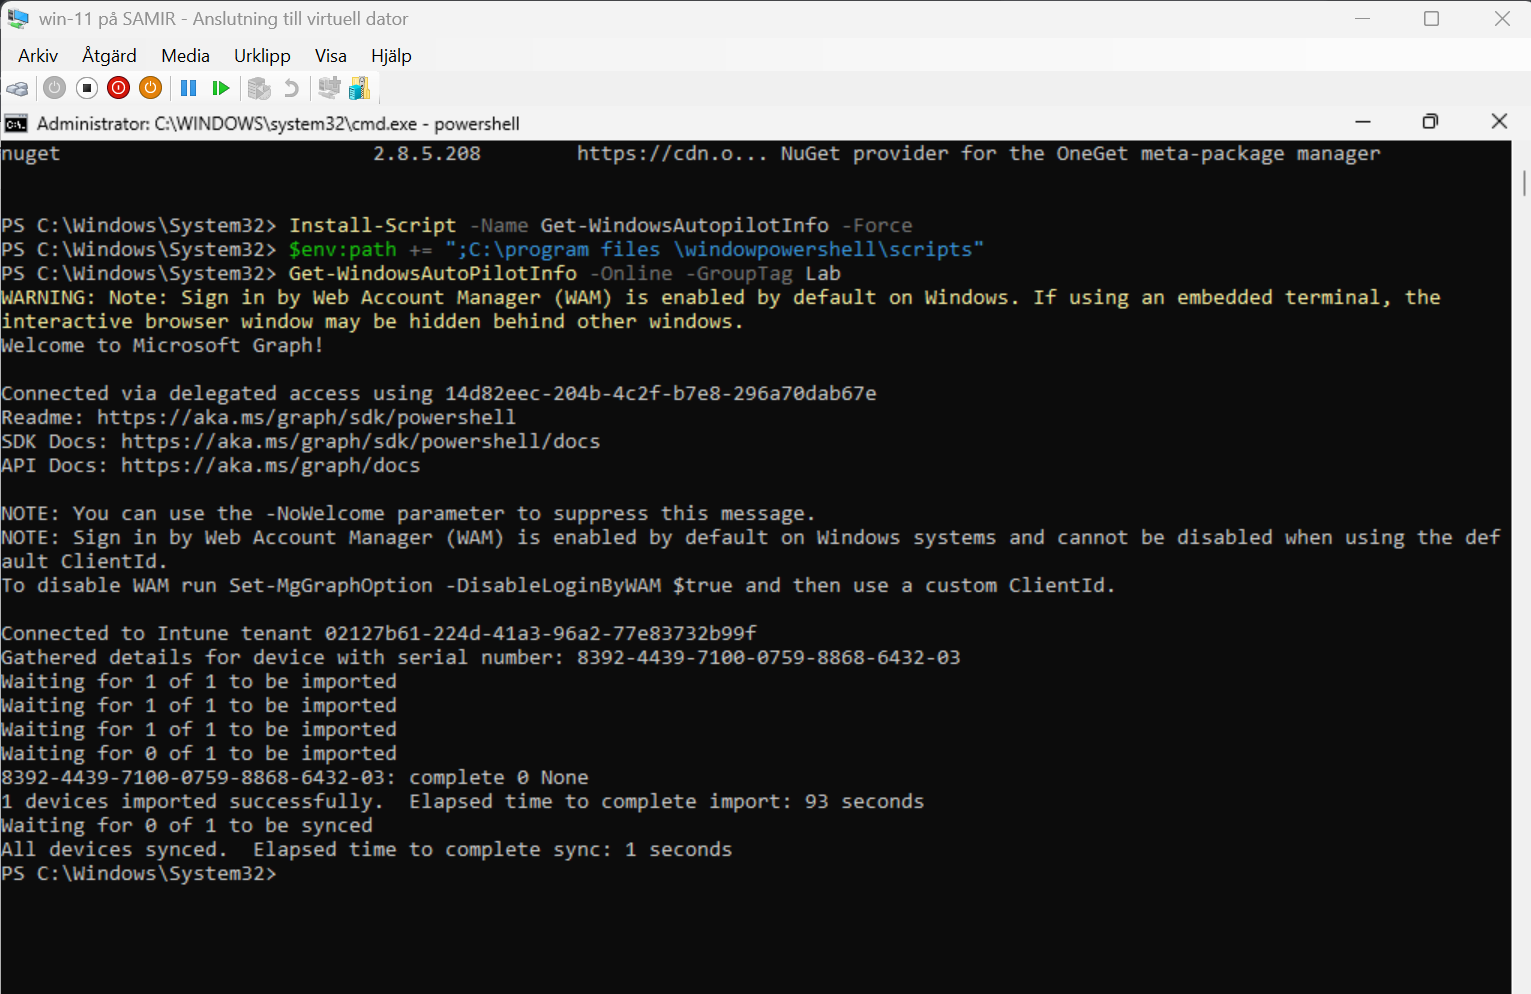 win-11 på SAMIR - Anslutning till virtuell dator
Arkiv Åtgärd Media Urklipp Visa Hjälp
Administrator: C:\WINDOWS\system32\cmd.exe - powershell
nuget 2.8.5.208 https://cdn.o... NuGet provider for the OneGet meta-package manager
PS C:\Windows\System32> Install-Script -Name Get-WindowsAutopilotInfo -Force
PS C:\Windows\System32> $env:path += ";C:\program files \windowpowershell\scripts"
PS C:\Windows\System32> Get-WindowsAutoPilotInfo -Online -GroupTag Lab
WARNING: Note: Sign in by Web Account Manager (WAM) is enabled by default on Windows. If using an embedded terminal, the
interactive browser window may be hidden behind other windows.
Welcome to Microsoft Graph!
Connected via delegated access using 14d82eec-204b-4c2f-b7e8-296a70dab67e
Readme: https://aka.ms/graph/sdk/powershell
SDK Docs: https://aka.ms/graph/sdk/powershell/docs
API Docs: https://aka.ms/graph/docs
NOTE: You can use the -NoWelcome parameter to suppress this message.
NOTE: Sign in by Web Account Manager (WAM) is enabled by default on Windows systems and cannot be disabled when using the def
ault ClientId.
To disable WAM run Set-MgGraphOption -DisableLoginByWAM $true and then use a custom ClientId.
Connected to Intune tenant 02127b61-224d-41a3-96a2-77e83732b99f
Gathered details for device with serial number: 8392-4439-7100-0759-8868-6432-03
Waiting for 1 of 1 to be imported
Waiting for 1 of 1 to be imported
Waiting for 1 of 1 to be imported
Waiting for 0 of 1 to be imported
8392-4439-7100-0759-8868-6432-03: complete 0 None
1 devices imported successfully.  Elapsed time to complete import: 93 seconds
Waiting for 0 of 1 to be synced
All devices synced.  Elapsed time to complete sync: 1 seconds
PS C:\Windows\System32>